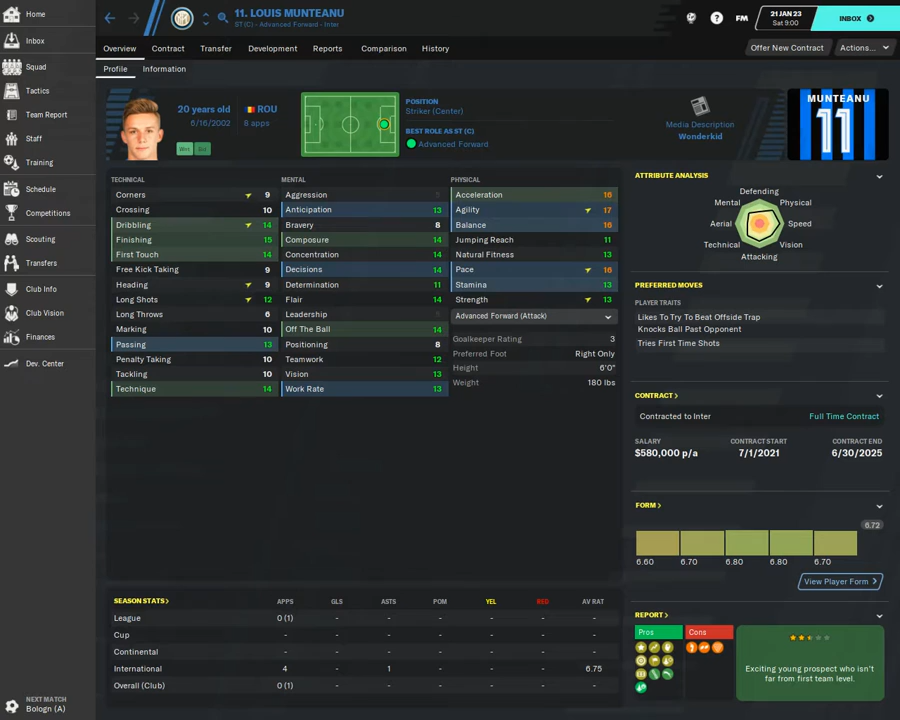 Home
Inbox
Squad
Tactics
Team Report
Staff
Training
Schedule
Competitions
Scouting
Transfers
Club Info
Club Vision
Finances
Dev. Center
NEXT MATCH
Bologn (A)
11. LOUIS MUNTEANU
ST (C) - Advanced Forward - Inter
FM
21 JAN 23
Sat 9:00
INBOX
Overview Contract Transfer Development Reports Comparison History
Offer New Contract Actions...
Profile Information
20 years old
6/16/2002
ROU
8 apps
POSITION
Striker (Center)
BEST ROLE AS ST (C)
Advanced Forward
Media Description
Wonderkid
MUNTEANU
11
TECHNICAL
Corners 9
Crossing 10
Dribbling 14
Finishing 15
First Touch 14
Free Kick Taking 9
Heading 9
Long Shots 12
Long Throws 6
Marking 10
Passing 13
Penalty Taking 10
Tackling 10
Technique 14
MENTAL
Aggression 5
Anticipation 13
Bravery 8
Composure 14
Concentration 14
Decisions 14
Determination 11
Flair 14
Leadership
Off The Ball 14
Positioning 8
Teamwork 12
Vision 13
Work Rate 13
PHYSICAL
Acceleration 16
Agility 17
Balance 16
Jumping Reach 11
Natural Fitness 13
Pace 16
Stamina 13
Strength 13
Advanced Forward (Attack)
Goalkeeper Rating 3
Preferred Foot Right Only
Height 6'0"
Weight 180 lbs
ATTRIBUTE ANALYSIS
Defending
Mental Physical
Aerial Speed
Technical Vision
Attacking
PREFERRED MOVES
PLAYER TRAITS
Likes To Try To Beat Offside Trap
Knocks Ball Past Opponent
Tries First Time Shots
CONTRACT >
Contracted to Inter Full Time Contract
SALARY CONTRACT START CONTRACT END
$580,000 p/a 7/1/2021 6/30/2025
FORM >
6.72
6.60 6.70 6.80 6.80 6.70
View Player Form >
SEASON STATS > APPS GLS ASTS POM YEL RED AV RAT
League 0 (1) - - - - - -
Cup - - - - - - -
Continental - - - - - - -
International 4 - 1 - - - 6.75
Overall (Club) 0 (1) - - - - - -
REPORT >
Pros Cons
Exciting young prospect who isn't
far from first team level.